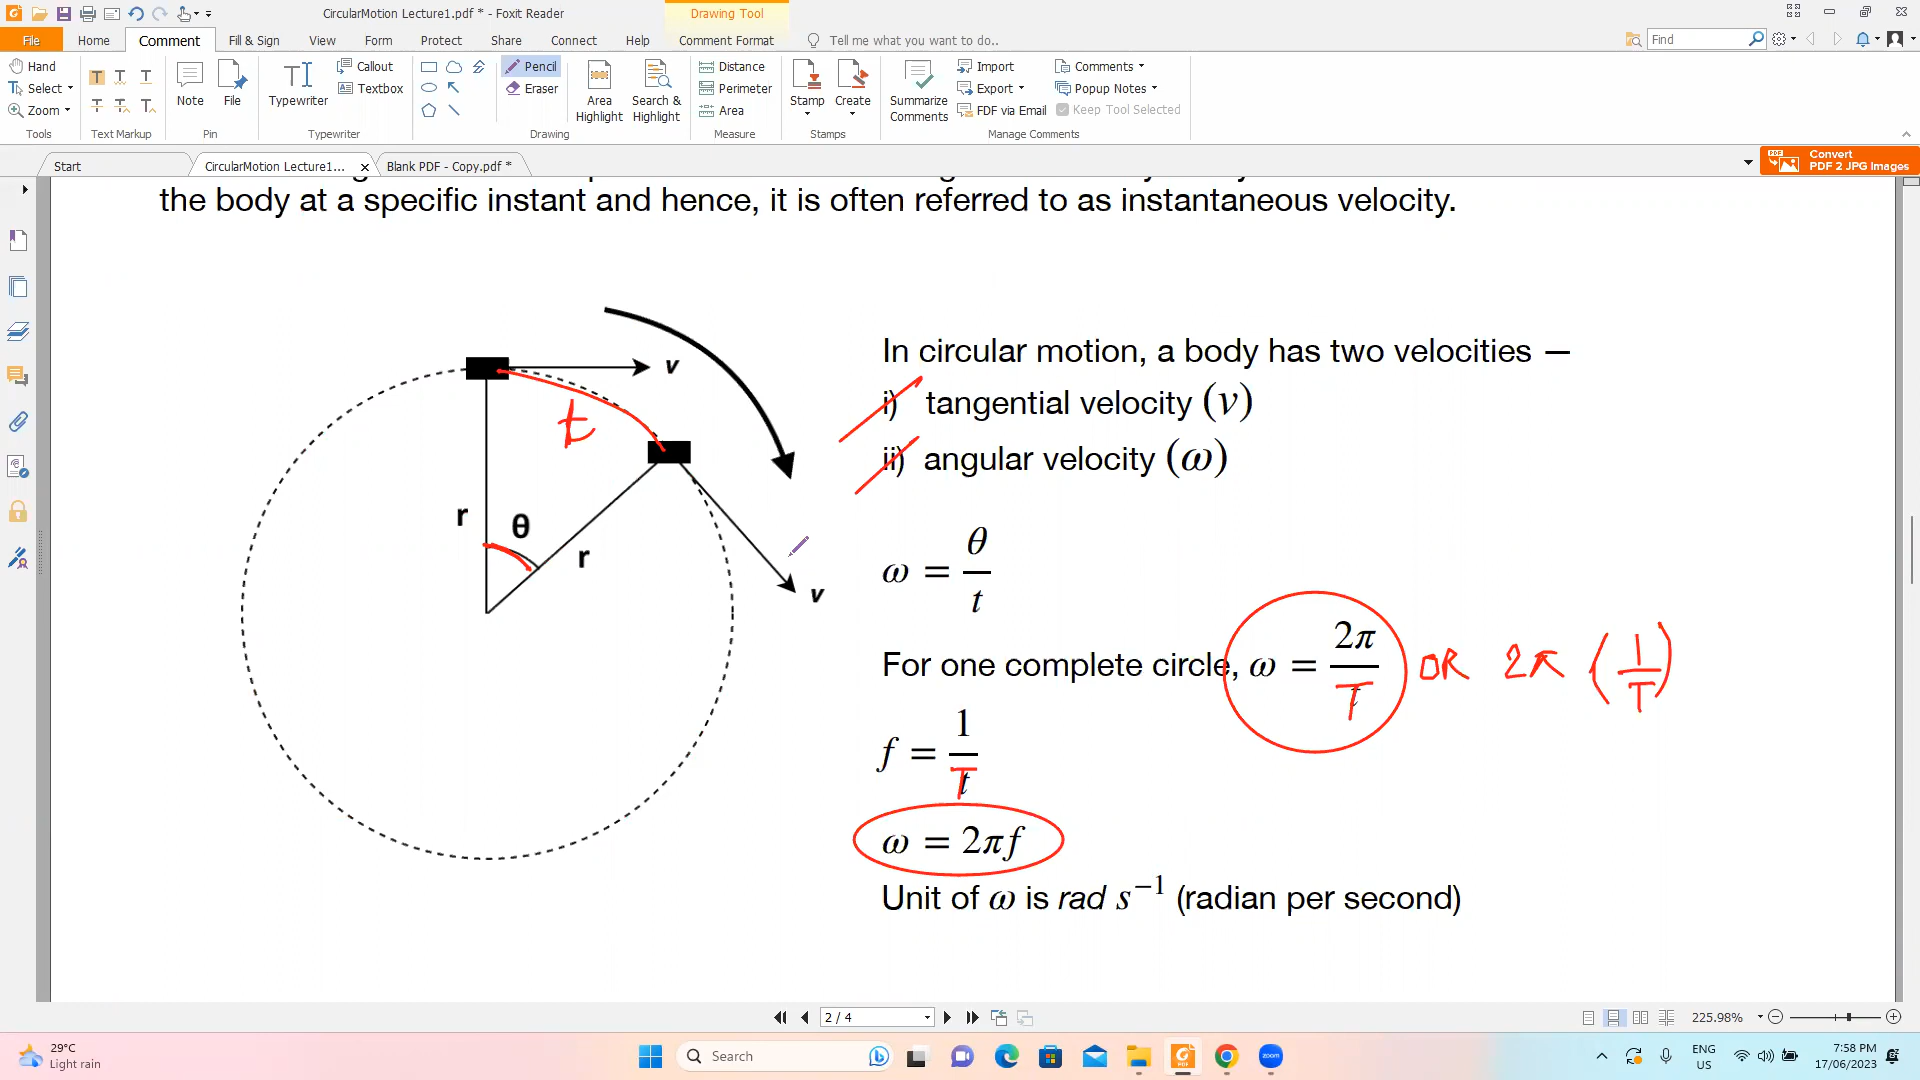 CircularMotion Lecture1.pdf * - Foxit Reader
Drawing Tool
File Home Comment Fill & Sign View Form Protect Share Connect Help Comment Format Tell me what you want to do.. Find
Hand
Select
Zoom
Tools
Text Markup
Note
File
Pin
Typewriter
Callout
Textbox
Typewriter
Pencil
Eraser
Drawing
Area Highlight
Search & Highlight
Distance
Perimeter
Area
Measure
Stamp
Create
Stamps
Summarize Comments
Import
Export
FDF via Email
Comments
Popup Notes
Keep Tool Selected
Manage Comments
Start
CircularMotion Lecture1...
Blank PDF - Copy.pdf *
Convert
PDF 2 JPG Images
the body at a specific instant and hence, it is often referred to as instantaneous velocity.
v
t
r
θ
r
v
In circular motion, a body has two velocities —
i) tangential velocity (v)
ii) angular velocity (ω)
ω = θ/t
For one complete circle, ω = 2π/T OR 2π (1/T)
f = 1/T
ω = 2πf
Unit of ω is rad s⁻¹ (radian per second)
2 / 4
225.98%
29°C
Light rain
Search
zoom
ENG
US
7:58 PM
17/06/2023